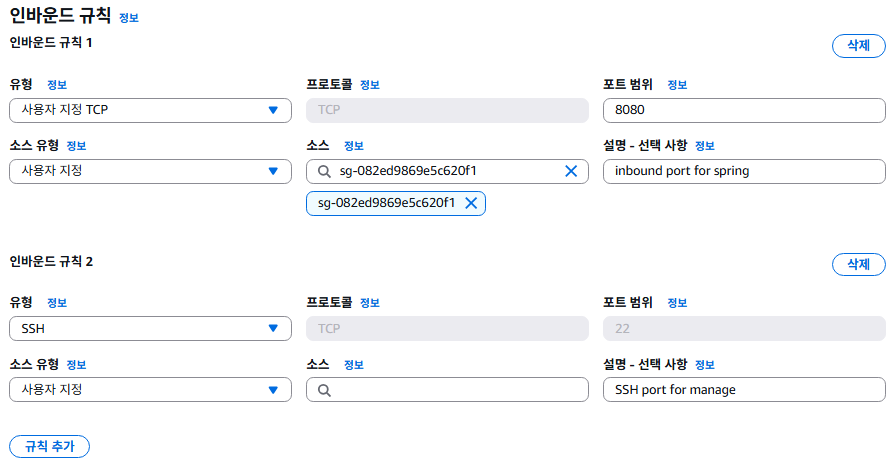 인바운드 규칙 정보
인바운드 규칙 1 삭제
유형 정보 프로토콜 정보 포트 범위 정보
사용자 지정 TCP TCP 8080
소스 유형 정보 소스 정보 설명 - 선택 사항 정보
사용자 지정 sg-082ed9869e5c620f1 inbound port for spring
sg-082ed9869e5c620f1
인바운드 규칙 2 삭제
유형 정보 프로토콜 정보 포트 범위 정보
SSH TCP 22
소스 유형 정보 소스 정보 설명 - 선택 사항 정보
사용자 지정 SSH port for manage
규칙 추가